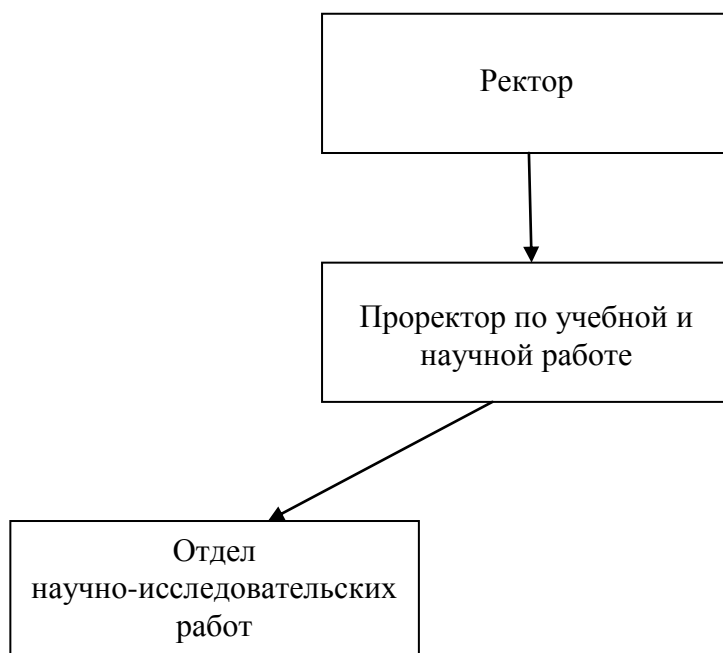 Ректор
Проректор по учебной и
научной работе
Отдел
научно-исследовательских
работ